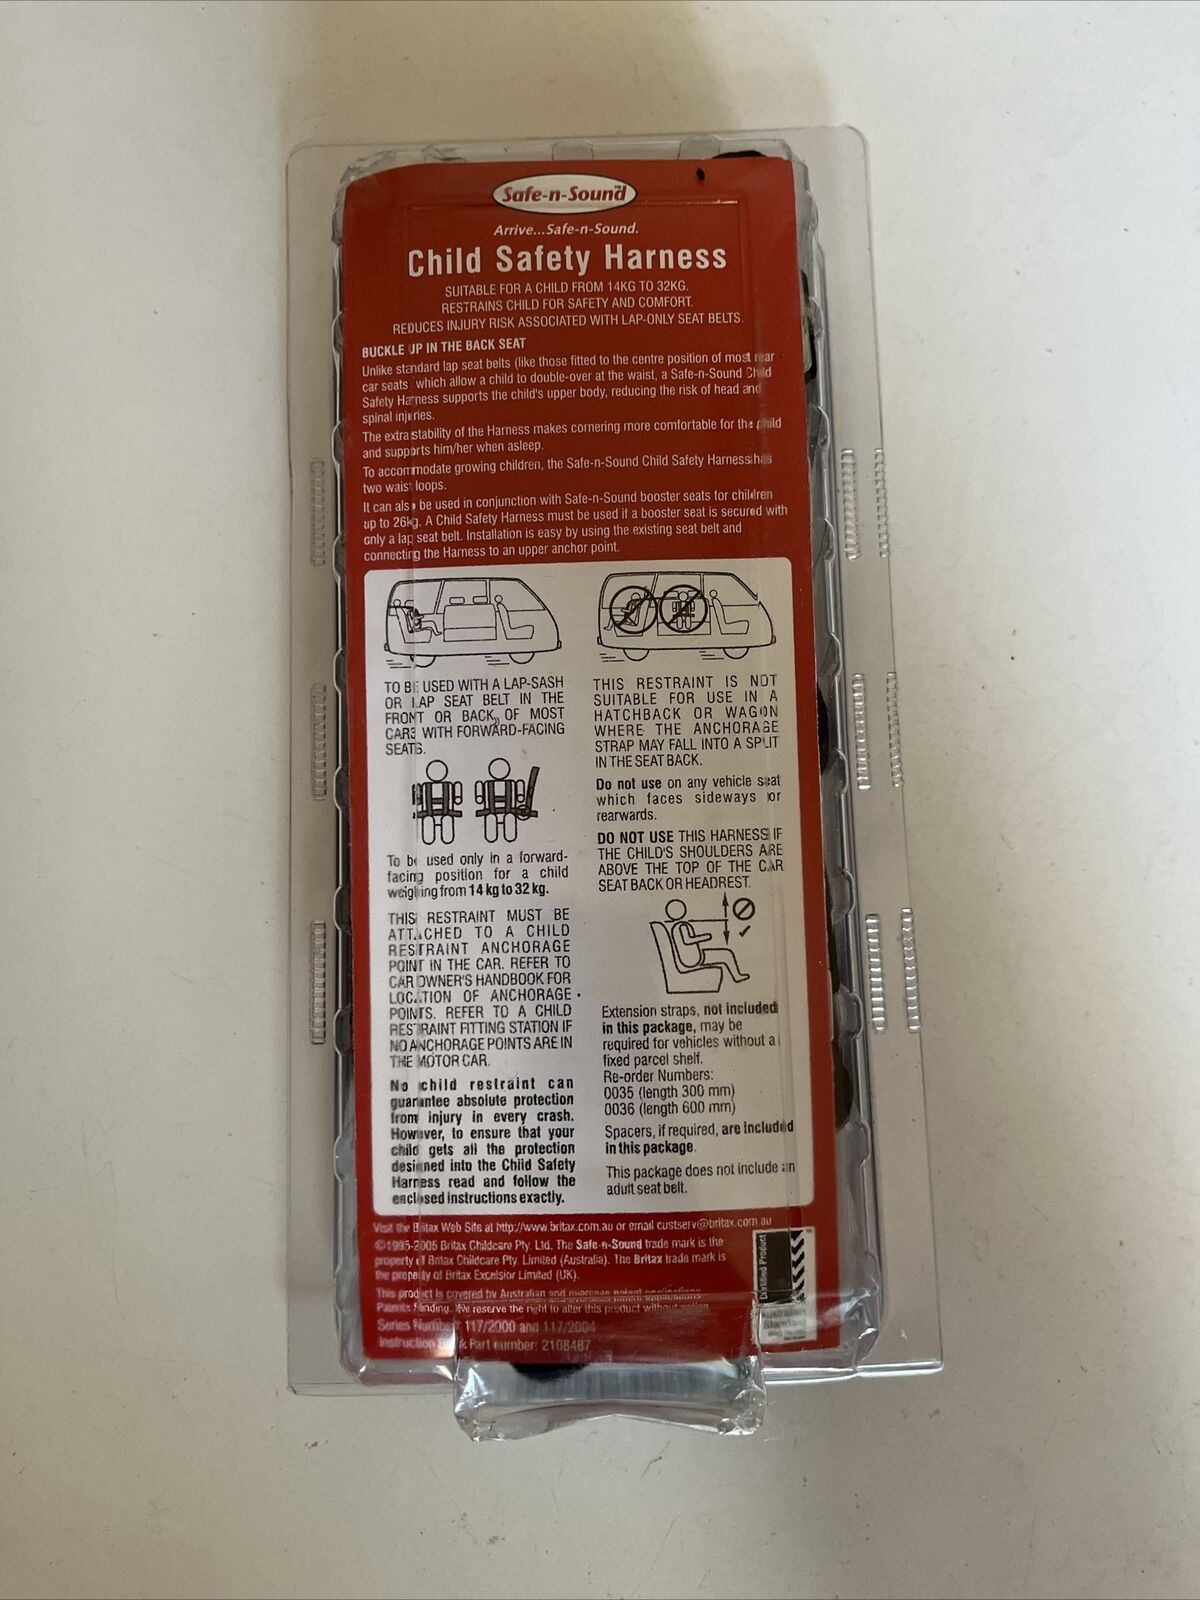 Safe-n-Sound™
Arrive...Safe-n-Sound.
Child Safety Harness
SUITABLE FOR A CHILD FROM 14KG TO 32KG.
RESTRAINS CHILD FOR SAFETY AND COMFORT.
REDUCES INJURY RISK ASSOCIATED WITH LAP-ONLY SEAT BELTS.
BUCKLE UP IN THE BACK SEAT
Unlike standard lap seat belts (like those fitted to the centre position of most rear
car seats which allow a child to double-over at the waist, a Safe-n-Sound Child
Safety Harness supports the child's upper body, reducing the risk of head and
spinal injuries.
The extra stability of the Harness makes cornering more comfortable for the child
and supports him/her when asleep.
To accommodate growing children, the Safe-n-Sound Child Safety Harness has
two waist loops.
It can also be used in conjunction with Safe-n-Sound booster seats for children
up to 26kg. A Child Safety Harness must be used if a booster seat is secured with
only a lap seat belt. Installation is easy by using the existing seat belt and
connecting the Harness to an upper anchor point.
TO BE USED WITH A LAP-SASH
OR LAP SEAT BELT IN THE
FRONT OR BACK, OF MOST
CARS WITH FORWARD-FACING
SEATS.
To be used only in a forward-
facing position for a child
weighing from 14 kg to 32 kg.
THIS RESTRAINT MUST BE
ATTACHED TO A CHILD
RESTRAINT ANCHORAGE
POINT IN THE CAR. REFER TO
CAR OWNER'S HANDBOOK FOR
LOCATION OF ANCHORAGE
POINTS. REFER TO A CHILD
RESTRAINT FITTING STATION IF
NO ANCHORAGE POINTS ARE IN
THE MOTOR CAR.
No child restraint can
guarantee absolute protection
from injury in every crash.
However, to ensure that your
child gets all the protection
designed into the Child Safety
Harness read and follow the
enclosed instructions exactly.
THIS RESTRAINT IS NOT
SUITABLE FOR USE IN A
HATCHBACK OR WAGON
WHERE THE ANCHORAGE
STRAP MAY FALL INTO A SPLIT
IN THE SEAT BACK.
Do not use on any vehicle seat
which faces sideways or
rearwards.
DO NOT USE THIS HARNESS IF
THE CHILD'S SHOULDERS ARE
ABOVE THE TOP OF THE CAR
SEAT BACK OR HEADREST.
Extension straps, not included
in this package, may be
required for vehicles without a
fixed parcel shelf.
Re-order Numbers:
0035 (length 300 mm)
0036 (length 600 mm)
Spacers, if required, are included
in this package.
This package does not include an
adult seat belt.
Visit the Britax Web Site at http://www.britax.com.au or email custserv@britax.com.au
©1995-2005 Britax Childcare Pty. Ltd. The Safe-n-Sound trade mark is the
property of Britax Childcare Pty. Limited (Australia). The Britax trade mark is
the property of Britax Excelsior Limited (UK).
This product is covered by Australian and overseas patent applications.
Patents Pending. We reserve the right to alter this product without notice.
Series Number: 117/2000 and 117/2004
Instruction Part number: 2108487
Certified Product
Australian
Standard